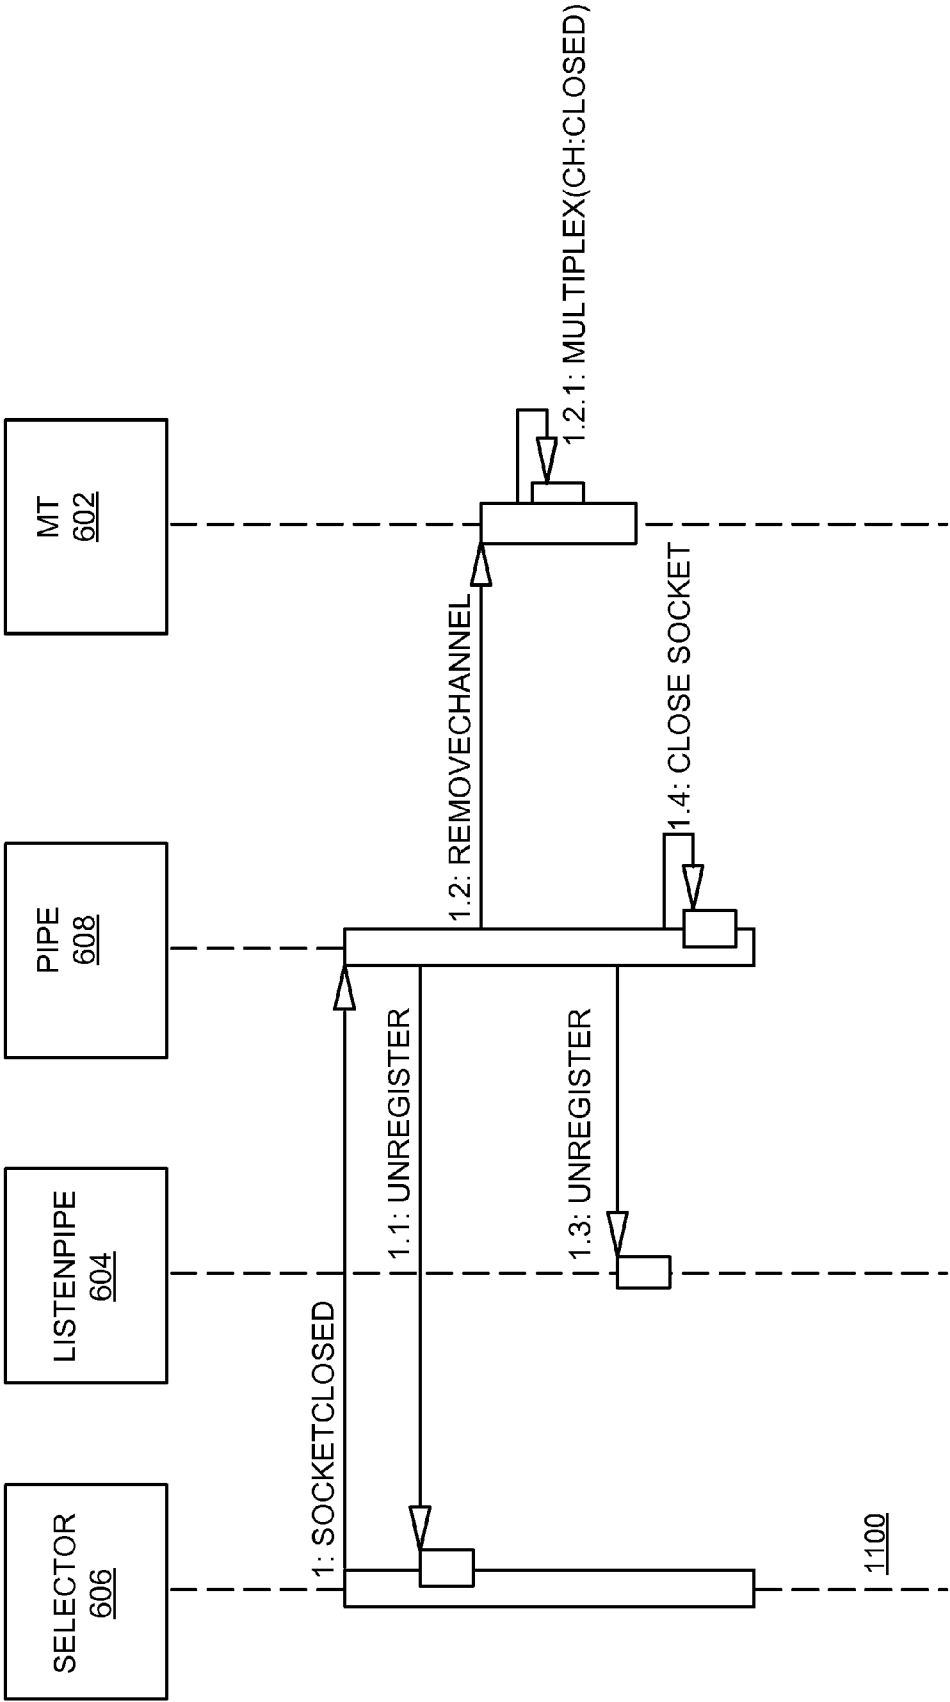 SELECTOR
606
LISTENPIPE
604
PIPE
608
MT
602
1: SOCKETCLOSED
1.1: UNREGISTER
1.2: REMOVECHANNEL
1.2.1: MULTIPLEX(CH:CLOSED)
1.3: UNREGISTER
1.4: CLOSE SOCKET
1100